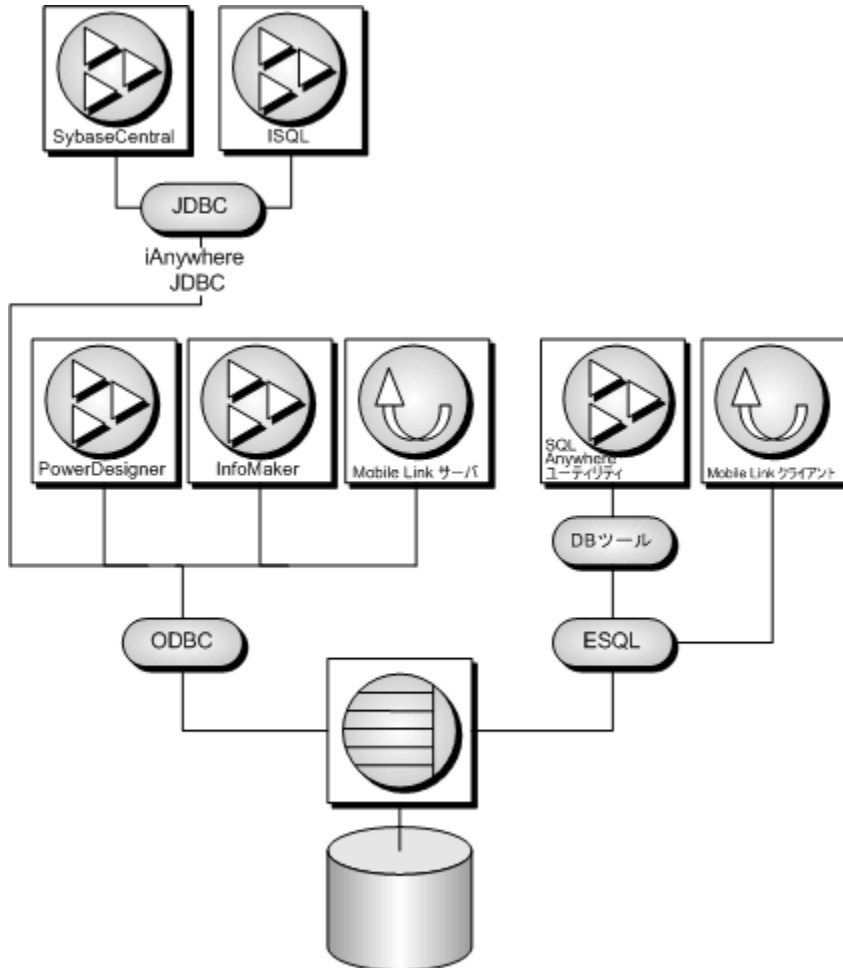 SybaseCentral
ISQL
JDBC
iAnywhere
JDBC
PowerDesigner
InfoMaker
Mobile Link サーバ
SQL
Anywhere
ユーティリティ
Mobile Link クライアント
DBツール
ODBC
ESQL